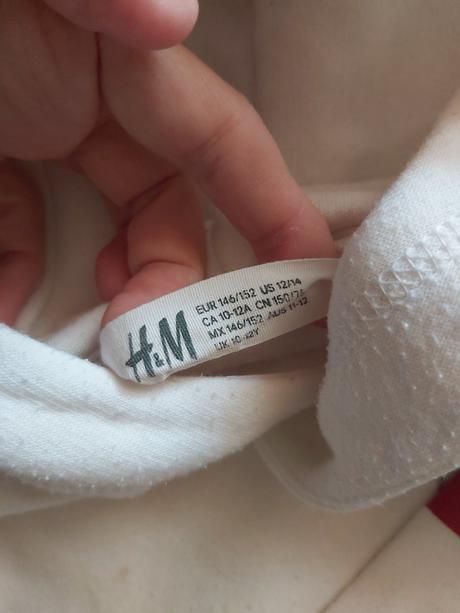 H&M
EUR 146/152 US 12/14
CA 10-12A CN 150/72
MX 146/152 AUS 11-12
UK 10-12Y